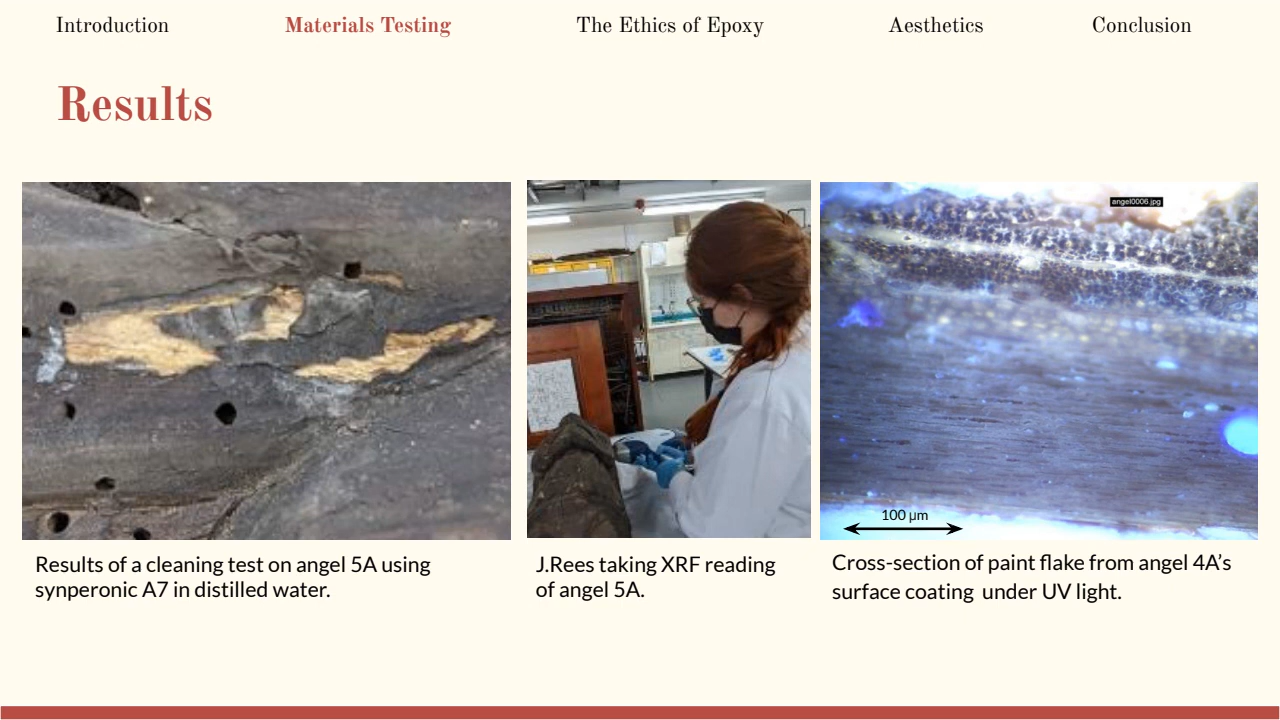 Introduction
Materials Testing
The Ethics of Epoxy
Aesthetics
Conclusion
Results
angel0006.jpg
100 µm
Results of a cleaning test on angel 5A using
synperonic A7 in distilled water.
J.Rees taking XRF reading
of angel 5A.
Cross-section of paint flake from angel 4A’s
surface coating  under UV light.